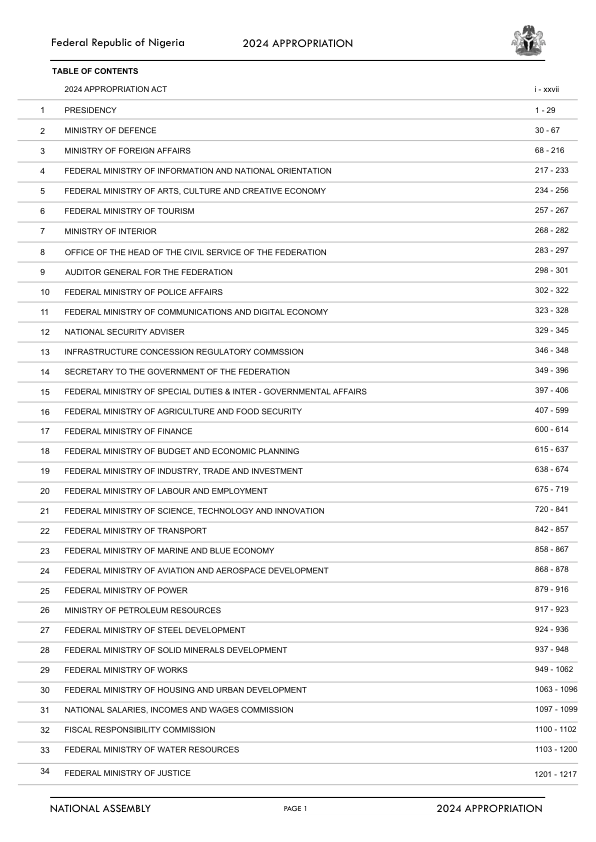 Federal Republic of Nigeria 2024 APPROPRIATION
TABLE OF CONTENTS
2024 APPROPRIATION ACT i - xxvii
1 PRESIDENCY 1 - 29
2 MINISTRY OF DEFENCE 30 - 67
3 MINISTRY OF FOREIGN AFFAIRS 68 - 216
4 FEDERAL MINISTRY OF INFORMATION AND NATIONAL ORIENTATION 217 - 233
5 FEDERAL MINISTRY OF ARTS, CULTURE AND CREATIVE ECONOMY 234 - 256
6 FEDERAL MINISTRY OF TOURISM 257 - 267
7 MINISTRY OF INTERIOR 268 - 282
8 OFFICE OF THE HEAD OF THE CIVIL SERVICE OF THE FEDERATION 283 - 297
9 AUDITOR GENERAL FOR THE FEDERATION 298 - 301
10 FEDERAL MINISTRY OF POLICE AFFAIRS 302 - 322
11 FEDERAL MINISTRY OF COMMUNICATIONS AND DIGITAL ECONOMY 323 - 328
12 NATIONAL SECURITY ADVISER 329 - 345
13 INFRASTRUCTURE CONCESSION REGULATORY COMMSSION 346 - 348
14 SECRETARY TO THE GOVERNMENT OF THE FEDERATION 349 - 396
15 FEDERAL MINISTRY OF SPECIAL DUTIES & INTER - GOVERNMENTAL AFFAIRS 397 - 406
16 FEDERAL MINISTRY OF AGRICULTURE AND FOOD SECURITY 407 - 599
17 FEDERAL MINISTRY OF FINANCE 600 - 614
18 FEDERAL MINISTRY OF BUDGET AND ECONOMIC PLANNING 615 - 637
19 FEDERAL MINISTRY OF INDUSTRY, TRADE AND INVESTMENT 638 - 674
20 FEDERAL MINISTRY OF LABOUR AND EMPLOYMENT 675 - 719
21 FEDERAL MINISTRY OF SCIENCE, TECHNOLOGY AND INNOVATION 720 - 841
22 FEDERAL MINISTRY OF TRANSPORT 842 - 857
23 FEDERAL MINISTRY OF MARINE AND BLUE ECONOMY 858 - 867
24 FEDERAL MINISTRY OF AVIATION AND AEROSPACE DEVELOPMENT 868 - 878
25 FEDERAL MINISTRY OF POWER 879 - 916
26 MINISTRY OF PETROLEUM RESOURCES 917 - 923
27 FEDERAL MINISTRY OF STEEL DEVELOPMENT 924 - 936
28 FEDERAL MINISTRY OF SOLID MINERALS DEVELOPMENT 937 - 948
29 FEDERAL MINISTRY OF WORKS 949 - 1062
30 FEDERAL MINISTRY OF HOUSING AND URBAN DEVELOPMENT 1063 - 1096
31 NATIONAL SALARIES, INCOMES AND WAGES COMMISSION 1097 - 1099
32 FISCAL RESPONSIBILITY COMMISSION 1100 - 1102
33 FEDERAL MINISTRY OF WATER RESOURCES 1103 - 1200
34 FEDERAL MINISTRY OF JUSTICE 1201 - 1217
NATIONAL ASSEMBLY PAGE 1 2024 APPROPRIATION